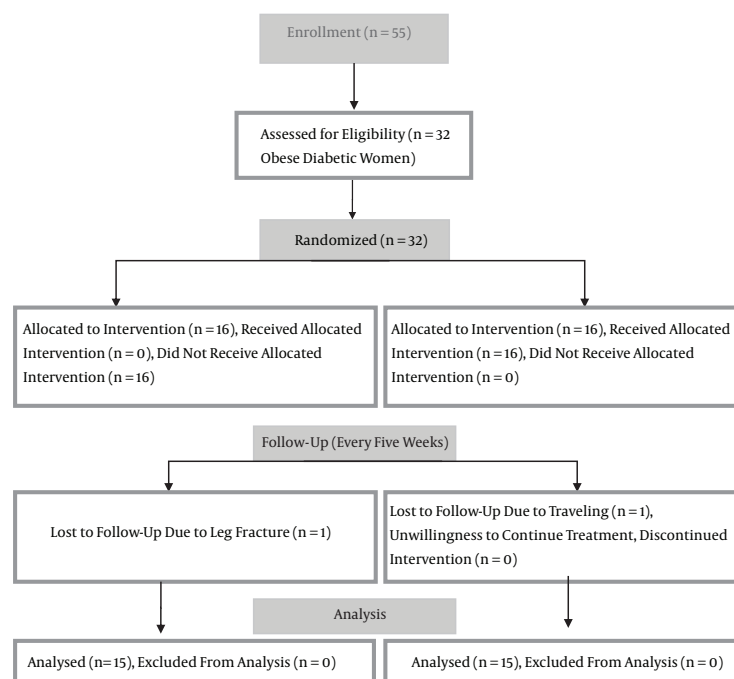 Enrollment (n = 55)
Assessed for Eligibility (n = 32
Obese Diabetic Women)
Randomized (n = 32)
Allocated to Intervention (n = 16), Received Allocated
Intervention (n = 0), Did Not Receive Allocated
Intervention (n = 16)
Allocated to Intervention (n = 16), Received Allocated
Intervention (n = 16), Did Not Receive Allocated
Intervention (n = 0)
Follow-Up (Every Five Weeks)
Lost to Follow-Up Due to Leg Fracture (n = 1)
Lost to Follow-Up Due to Traveling (n = 1),
Unwillingness to Continue Treatment, Discontinued
Intervention (n = 0)
Analysis
Analysed (n= 15), Excluded From Analysis (n = 0)
Analysed (n = 15), Excluded From Analysis (n = 0)